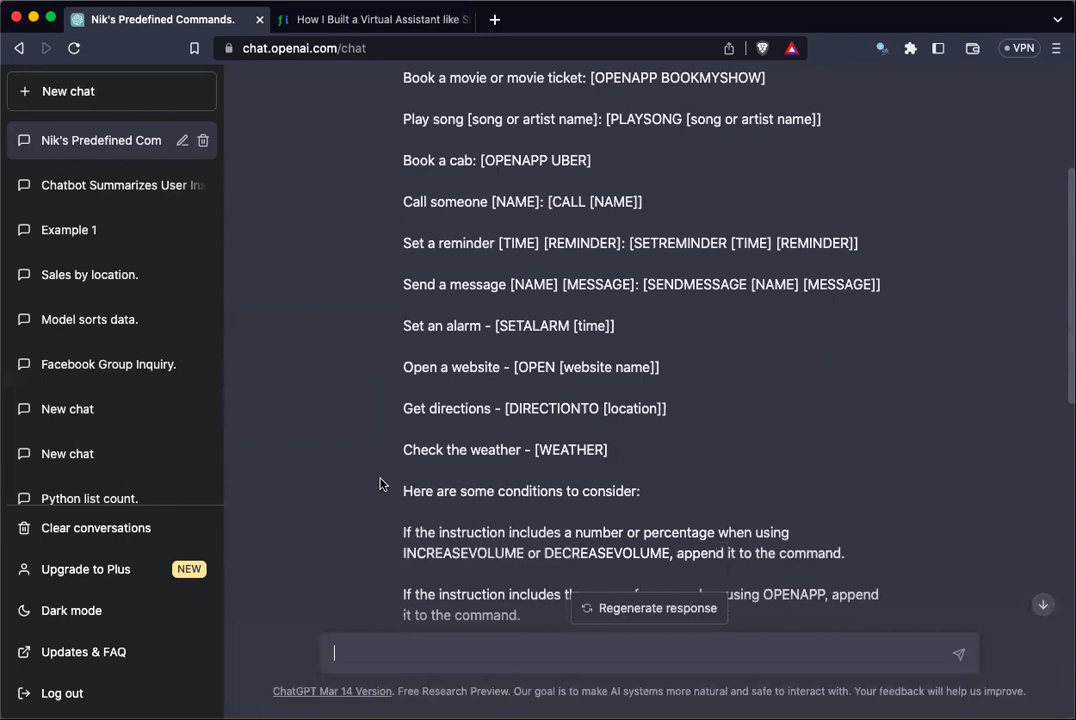 Nik's Predefined Commands.
How I Built a Virtual Assistant like S
chat.openai.com/chat
VPN
New chat
Nik's Predefined Com
Chatbot Summarizes User Ins
Example 1
Sales by location.
Model sorts data.
Facebook Group Inquiry.
New chat
New chat
Python list count.
Clear conversations
Upgrade to Plus NEW
Dark mode
Updates & FAQ
Log out
Book a movie or movie ticket: [OPENAPP BOOKMYSHOW]
Play song [song or artist name]: [PLAYSONG [song or artist name]]
Book a cab: [OPENAPP UBER]
Call someone [NAME]: [CALL [NAME]]
Set a reminder [TIME] [REMINDER]: [SETREMINDER [TIME] [REMINDER]]
Send a message [NAME] [MESSAGE]: [SENDMESSAGE [NAME] [MESSAGE]]
Set an alarm - [SETALARM [time]]
Open a website - [OPEN [website name]]
Get directions - [DIRECTIONTO [location]]
Check the weather - [WEATHER]
Here are some conditions to consider:
If the instruction includes a number or percentage when using
INCREASEVOLUME or DECREASEVOLUME, append it to the command.
If the instruction includes using OPENAPP, append
it to the command.
Regenerate response
ChatGPT Mar 14 Version. Free Research Preview. Our goal is to make AI systems more natural and safe to interact with. Your feedback will help us improve.